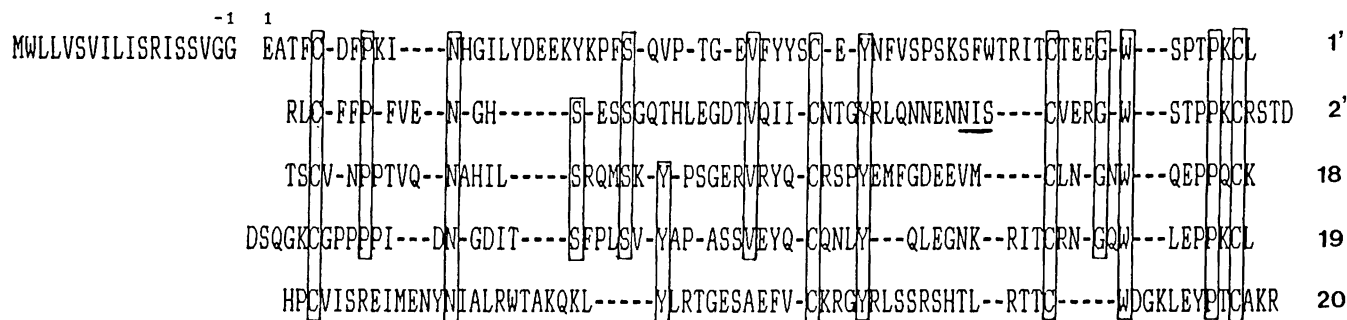 -1 1
MWLLVSVILISRISSVGG EATFC-DFPKI----NHGILYDEEKYKPFS-QVP-TG-EVFYYSC-E-YNFVSPSKSFWTRITCTEEG-W---SPTPKCL 1'
RLC-FFP-FVE--N-GH------S-ESSGQTHLEGDTVQII-CNTGYRLQNNENNIS----CVERG-W---STPPKCRSTD 2'
TSCV-NPPTVQ--NAHIL-----SRQMSK-Y-PSGERVRYQ-CRSPYEMFGDEEVM-----CLN-GNW---QEPPQCK 18
DSQGKCGPPPPI---DN-GDIT----SFPLSV-YAP-ASSVEYQ-CQNLY---QLEGNK--RITCRN-GQW---LEPPKCL 19
HPCVISREIMENYNIALRWTAKQKL-----YLRTGESAEFV-CKRGYRLSSRSHTL--RTTC-----WDGKLEYPTCAKR 20